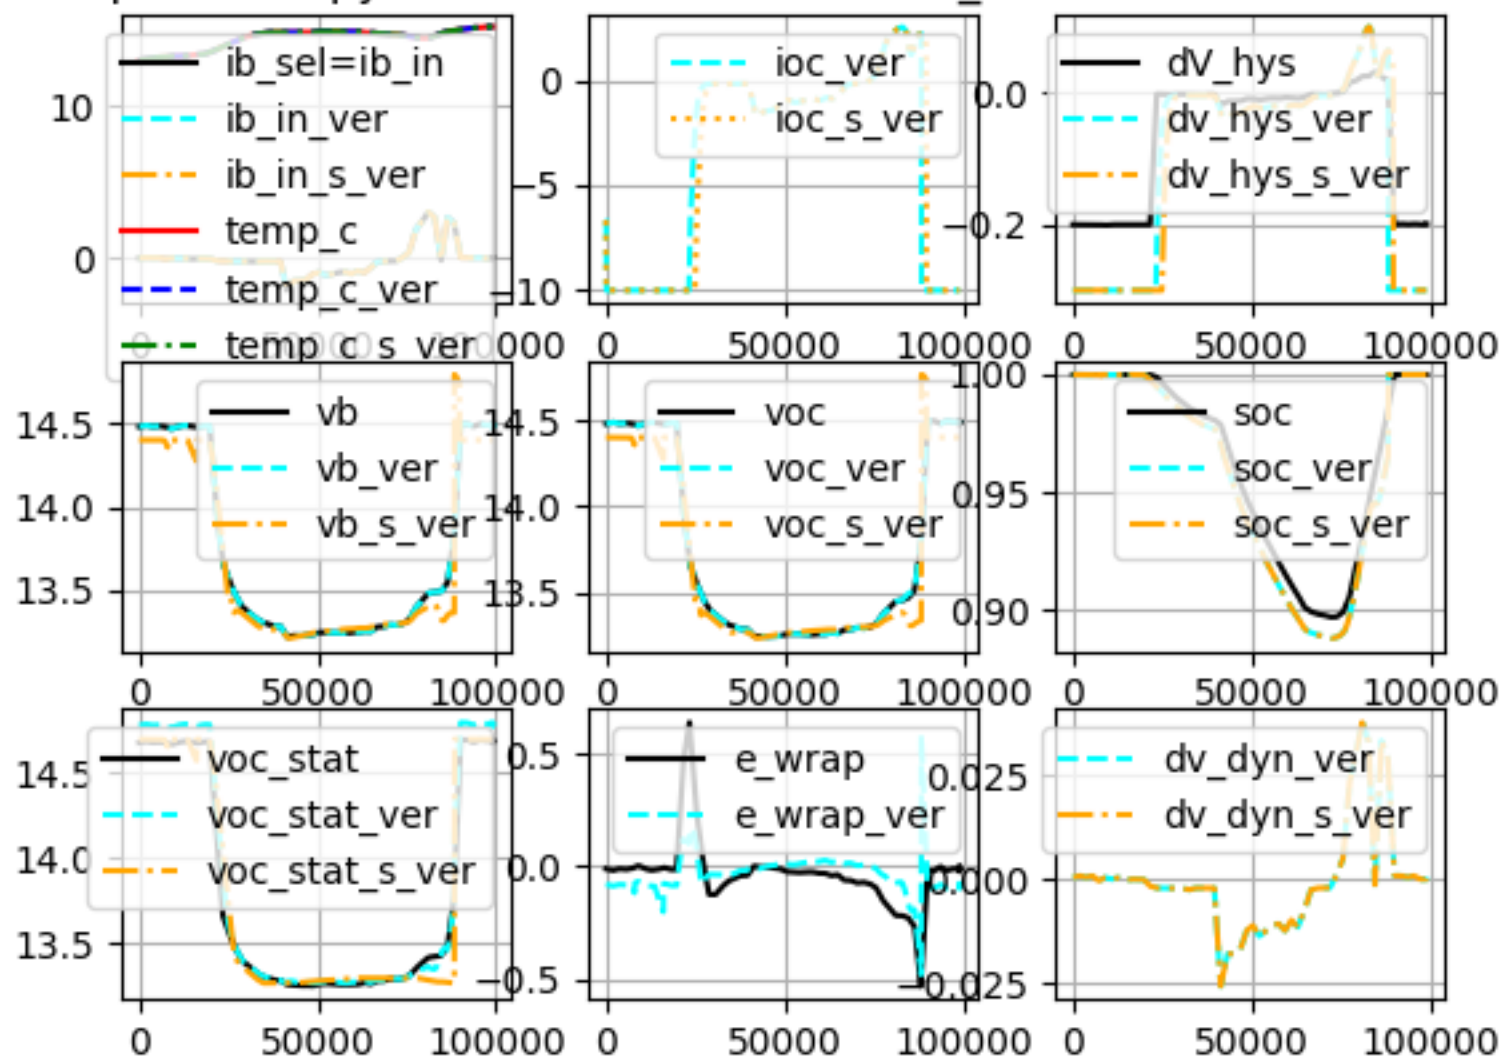 ib_sel=ib_in
ib_in_ver
ib_in_s_ver
temp_c
temp_c_ver
temp_c_s_ver
10
0
0 50000 100000
ioc_ver
ioc_s_ver
0
−5
−10
0 50000 100000
dV_hys
dv_hys_ver
dv_hys_s_ver
0.0
−0.2
0 50000 100000
vb
vb_ver
vb_s_ver
14.5
14.0
13.5
0 50000 100000
voc
voc_ver
voc_s_ver
14.5
14.0
13.5
0 50000 100000
soc
soc_ver
soc_s_ver
1.00
0.95
0.90
0 50000 100000
voc_stat
voc_stat_ver
voc_stat_s_ver
14.5
14.0
13.5
0 50000 100000
e_wrap
e_wrap_ver
0.5
0.0
−0.5
0 50000 100000
dv_dyn_ver
dv_dyn_s_ver
0.025
0.000
−0.025
0 50000 100000